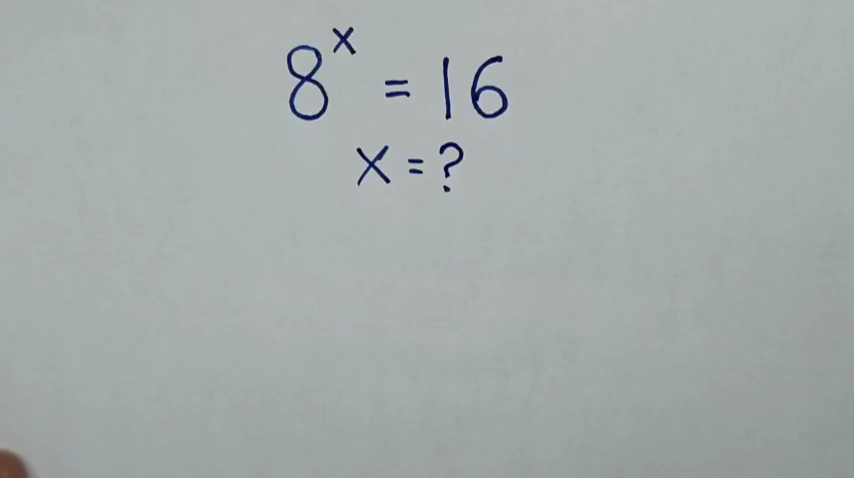 8^x = 16
x = ?